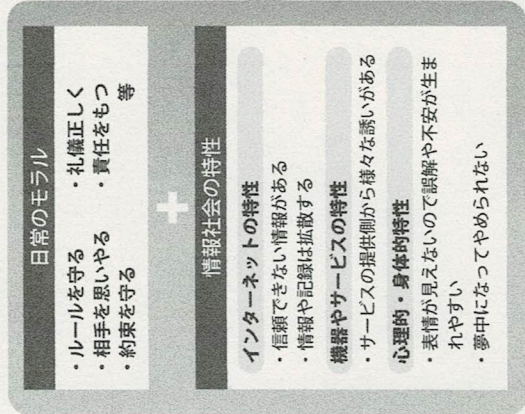 日常のモラル
・ルールを守る ・礼儀正しく
・相手を思いやる ・責任をもつ
・約束を守る 等
+
情報社会の特性
インターネットの特性
・信頼できない情報がある
・情報や記録は拡散する
機器やサービスの特性
・サービスの提供側から様々な誘いがある
心理的・身体的特性
・表情が見えないので誤解や不安が生ま
れやすい
・夢中になってやめられない